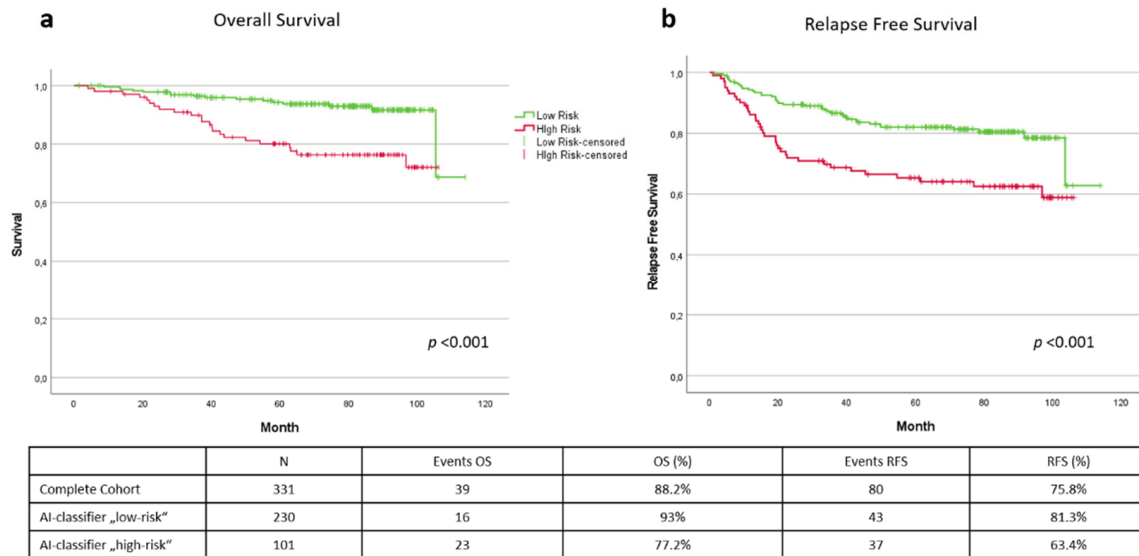 a
Overall Survival
b
Relapse Free Survival
1,0
0,8
0,6
0,4
0,2
0,0
Survival
0 20 40 60 80 100 120
Month
p <0.001
Low Risk
HIgh Risk
Low Risk-censored
HIgh Risk-censored
1,0
0,8
0,6
0,4
0,2
0,0
Relapse Free Survival
0 20 40 60 80 100 120
Month
p <0.001
N Events OS OS (%) Events RFS RFS (%)
Complete Cohort 331 39 88.2% 80 75.8%
AI-classifier „low-risk“ 230 16 93% 43 81.3%
AI-classifier „high-risk“ 101 23 77.2% 37 63.4%